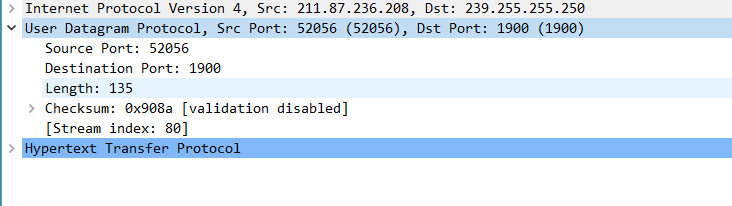 Internet Protocol Version 4, Src: 211.87.236.208, Dst: 239.255.255.250
User Datagram Protocol, Src Port: 52056 (52056), Dst Port: 1900 (1900)
Source Port: 52056
Destination Port: 1900
Length: 135
Checksum: 0x908a [validation disabled]
[Stream index: 80]
Hypertext Transfer Protocol